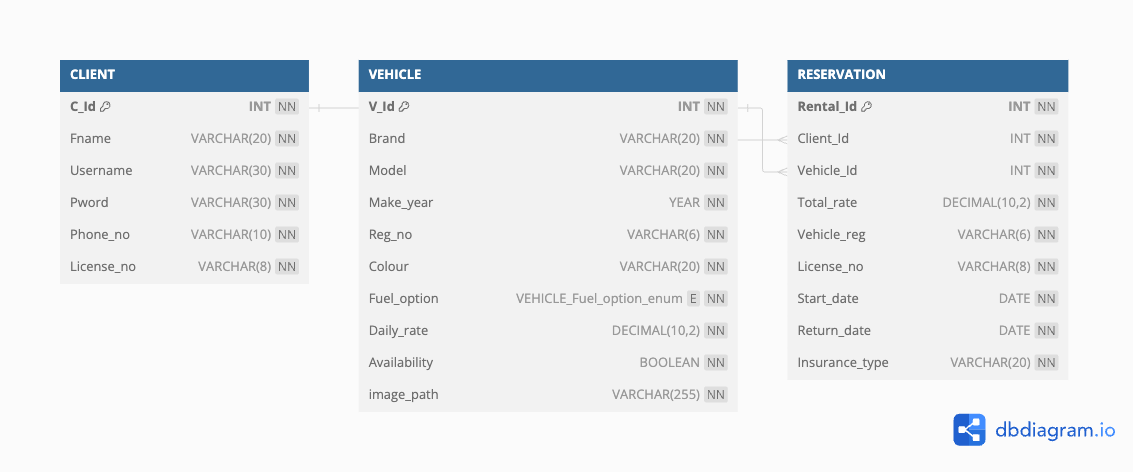 CLIENT
C_Id INT NN
Fname VARCHAR(20) NN
Username VARCHAR(30) NN
Pword VARCHAR(30) NN
Phone_no VARCHAR(10) NN
License_no VARCHAR(8) NN
VEHICLE
V_Id INT NN
Brand VARCHAR(20) NN
Model VARCHAR(20) NN
Make_year YEAR NN
Reg_no VARCHAR(6) NN
Colour VARCHAR(20) NN
Fuel_option VEHICLE_Fuel_option_enum E NN
Daily_rate DECIMAL(10,2) NN
Availability BOOLEAN NN
image_path VARCHAR(255) NN
RESERVATION
Rental_Id INT NN
Client_Id INT NN
Vehicle_Id INT NN
Total_rate DECIMAL(10,2) NN
Vehicle_reg VARCHAR(6) NN
License_no VARCHAR(8) NN
Start_date DATE NN
Return_date DATE NN
Insurance_type VARCHAR(20) NN
dbdiagram.io